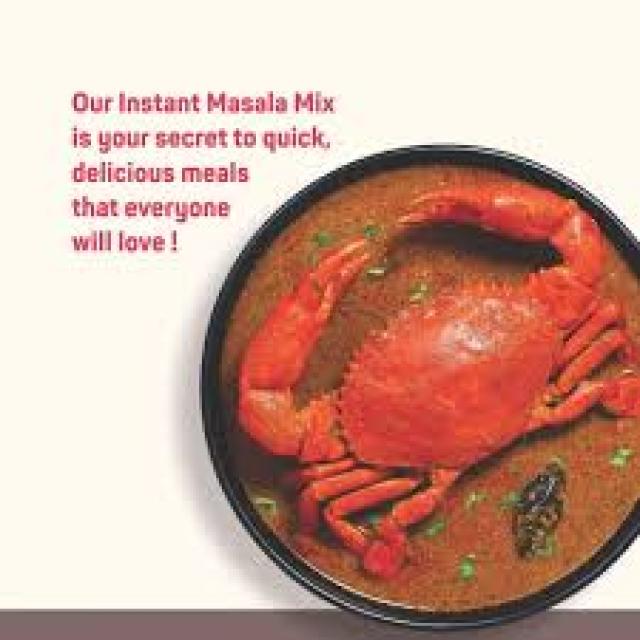 Our Instant Masala Mix
is your secret to quick,
delicious meals
that everyone
will love !